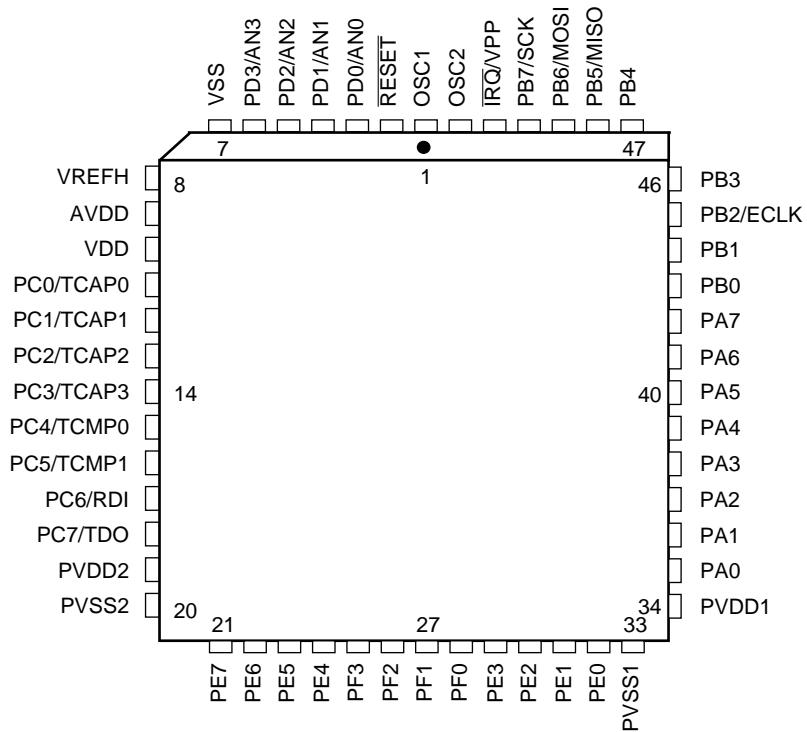 VSS
PD3/AN3
PD2/AN2
PD1/AN1
PD0/AN0
R̅E̅S̅E̅T̅
OSC1
OSC2
I̅R̅Q̅/VPP
PB7/SCK
PB6/MOSI
PB5/MISO
PB4
7
47
8
1
46
VREFH
AVDD
VDD
PC0/TCAP0
PC1/TCAP1
PC2/TCAP2
PC3/TCAP3
14
PC4/TCMP0
PC5/TCMP1
PC6/RDI
PC7/TDO
PVDD2
PVSS2
20
PB3
PB2/ECLK
PB1
PB0
PA7
PA6
PA5
40
PA4
PA3
PA2
PA1
PA0
PVDD1
34
21
27
33
PE7
PE6
PE5
PE4
PF3
PF2
PF1
PF0
PE3
PE2
PE1
PE0
PVSS1